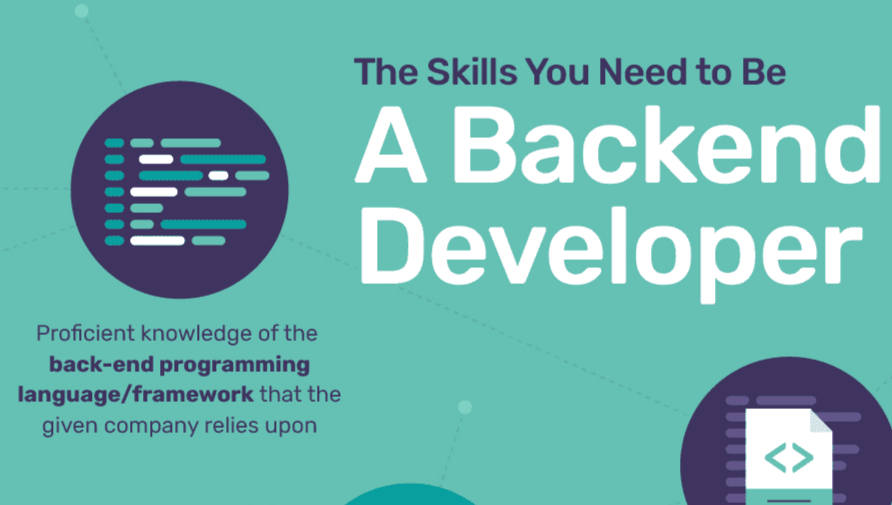 The Skills You Need to Be
A Backend
Developer
Proficient knowledge of the
back-end programming
language/framework that the
given company relies upon
<>